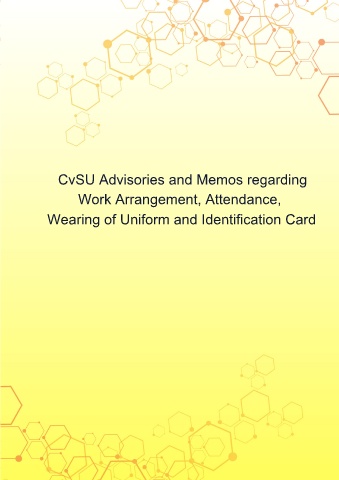 CvSU Advisories and Memos regarding
Work Arrangement, Attendance,
Wearing of Uniform and Identification Card